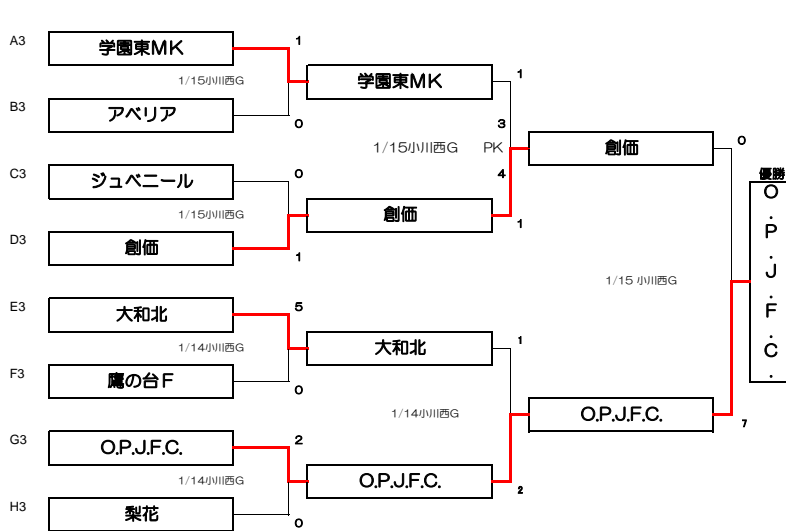 A3
学園東MK
1
1/15小川西G
学園東MK
1
B3
アベリア
0
3
1/15小川西G PK
創価
0
4
C3
ジュベニール
0
1/15小川西G
創価
1
D3
創価
1
優勝
O
.
P
.
J
.
F
.
C
.
1/15 小川西G
E3
大和北
5
1/14小川西G
大和北
1
F3
鷹の台F
0
1/14小川西G
O.P.J.F.C.
7
G3
O.P.J.F.C.
2
1/14小川西G
O.P.J.F.C.
2
H3
梨花
0